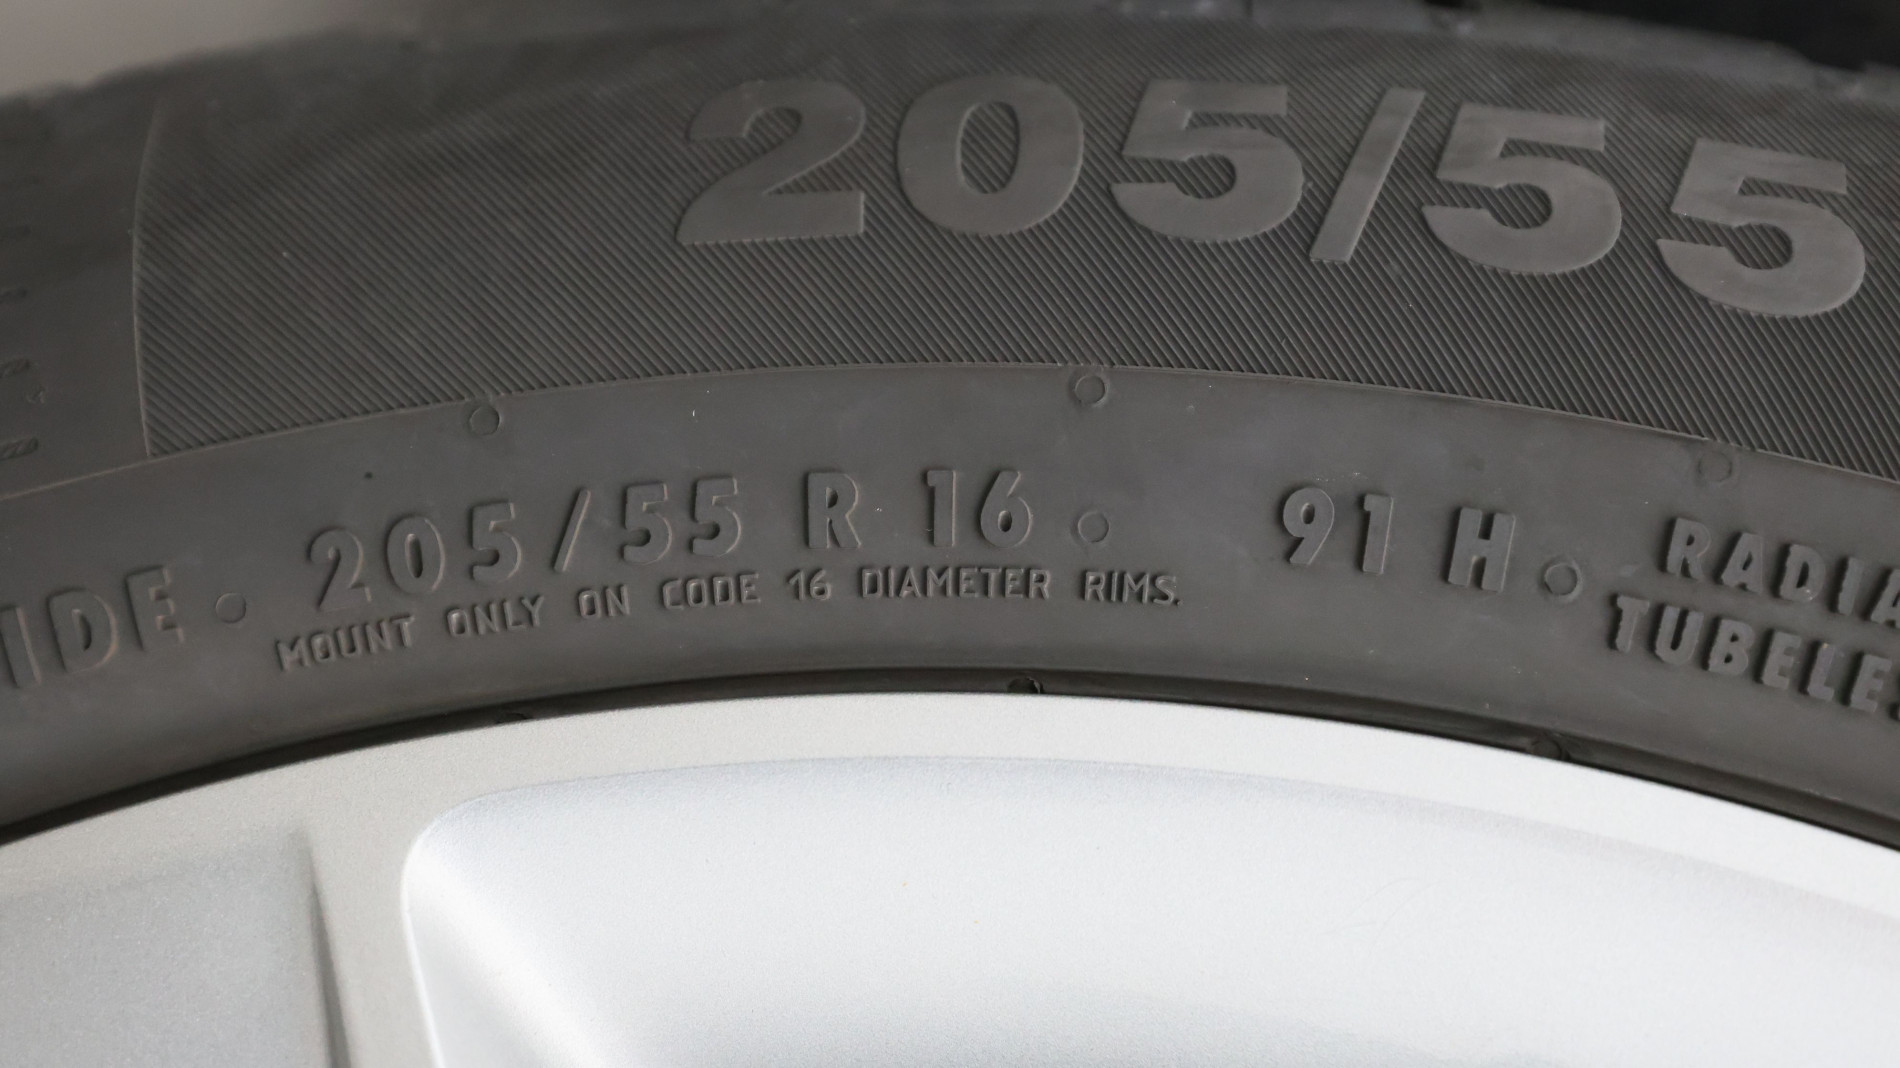 205/55
IDE 205/55 R 16 91 H RADIA
MOUNT ONLY ON CODE 16 DIAMETER RIMS. TUBELE